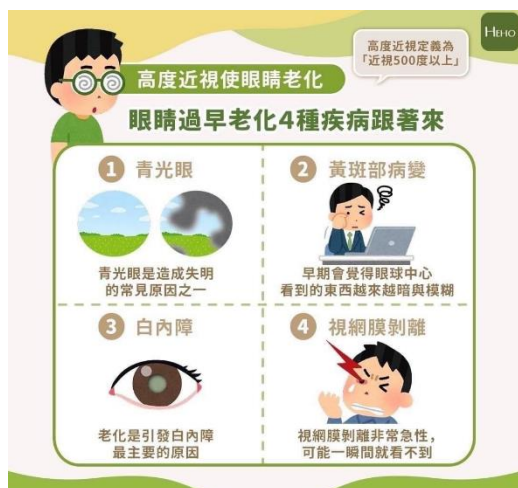 HEHO
高度近視定義為
「近視500度以上」
高度近視使眼睛老化
眼睛過早老化4種疾病跟著來
1 青光眼
青光眼是造成失明
的常見原因之一
2 黃斑部病變
早期會覺得眼球中心
看到的東西越來越暗與模糊
3 白內障
老化是引發白內障
最主要的原因
4 視網膜剝離
視網膜剝離非常急性,
可能一瞬間就看不到